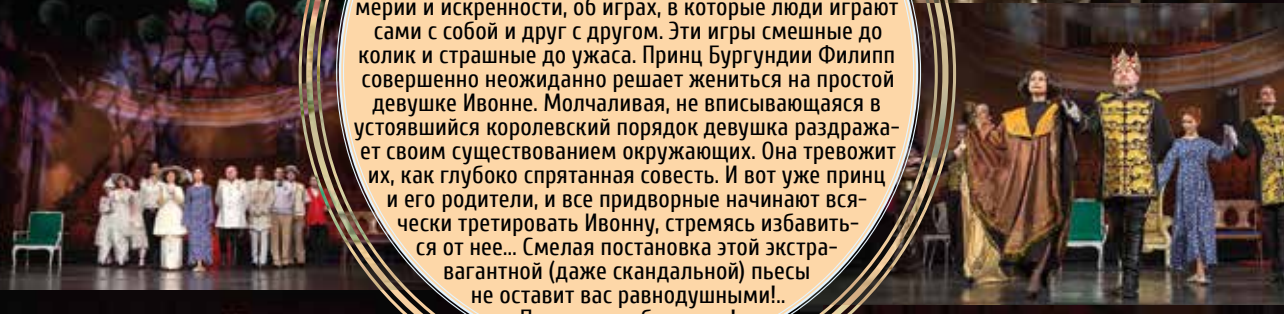 мерии и искренности, об играх, в которые люди играют
сами с собой и друг с другом. Эти игры смешные до
колик и страшные до ужаса. Принц Бургундии Филипп
совершенно неожиданно решает жениться на простой
девушке Ивонне. Молчаливая, не вписывающаяся в
устоявшийся королевский порядок девушка раздража-
ет своим существованием окружающих. Она тревожит
их, как глубоко спрятанная совесть. И вот уже принц
и его родители, и все придворные начинают вся-
чески третировать Ивонну, стремясь избавить-
ся от нее... Смелая постановка этой экстра-
вагантной (даже скандальной) пьесы
не оставит вас равнодушными!..